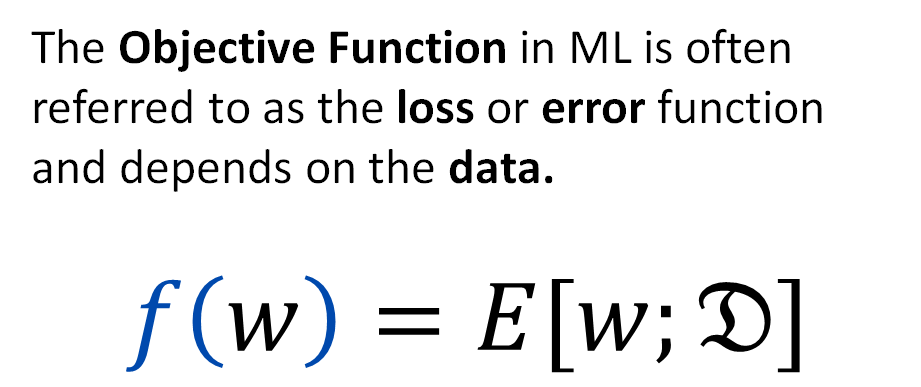 The Objective Function in ML is often
referred to as the loss or error function
and depends on the data.
f(w) = E[w; 𝔇]